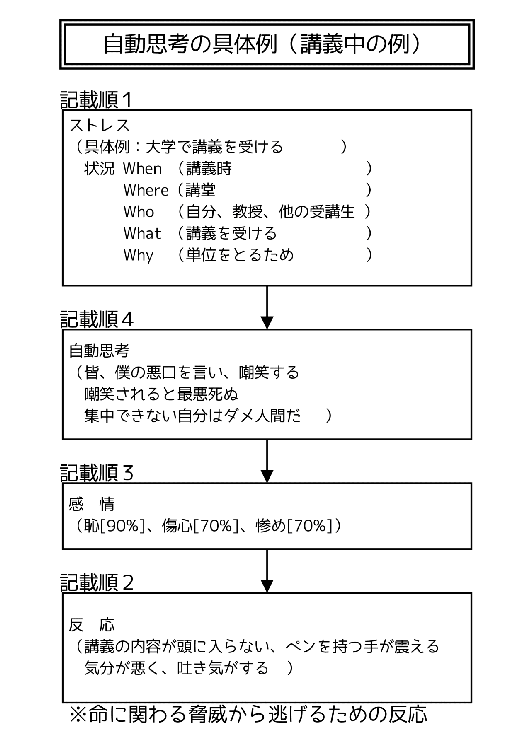 自動思考の具体例（講義中の例）
記載順１
ストレス
（具体例：大学で講義を受ける　　　　）
状況 When （講義時　　　　　　　　　）
Where（講堂　　　　　　　　　　）
Who （自分、教授、他の受講生 ）
What （講義を受ける　　　　　　）
Why （単位をとるため　　　　　）
記載順４
自動思考
（皆、僕の悪口を言い、嘲笑する
嘲笑されると最悪死ぬ
集中できない自分はダメ人間だ　　）
記載順３
感　情
（恥[90%]、傷心[70%]、惨め[70%]）
記載順２
反　応
（講義の内容が頭に入らない、ペンを持つ手が震える
気分が悪く、吐き気がする　）
※命に関わる脅威から逃げるための反応